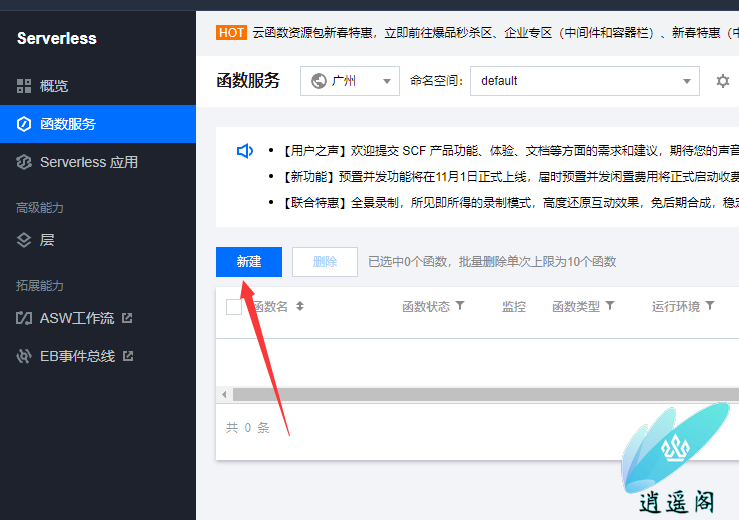 Serverless
概览
函数服务
Serverless 应用
高级能力
层
拓展能力
ASW工作流
EB事件总线
HOT 云函数资源包新春特惠，立即前往爆品秒杀区、企业专区（中间件和容器栏）、新春特惠（中
函数服务 广州 命名空间： default
【用户之声】欢迎提交 SCF 产品功能、体验、文档等方面的需求和建议，期待您的声音
【新功能】预置并发功能将在11月1日正式上线，届时预置并发闲置费用将正式启动收费
【联合特惠】全景录制，所见即所得的录制模式，高度还原互动效果，免后期合成，稳定
新建 删除 已选中0个函数，批量删除单次上限为10个函数
函数名 函数状态 监控 函数类型 运行环境
共 0 条
逍遥阁